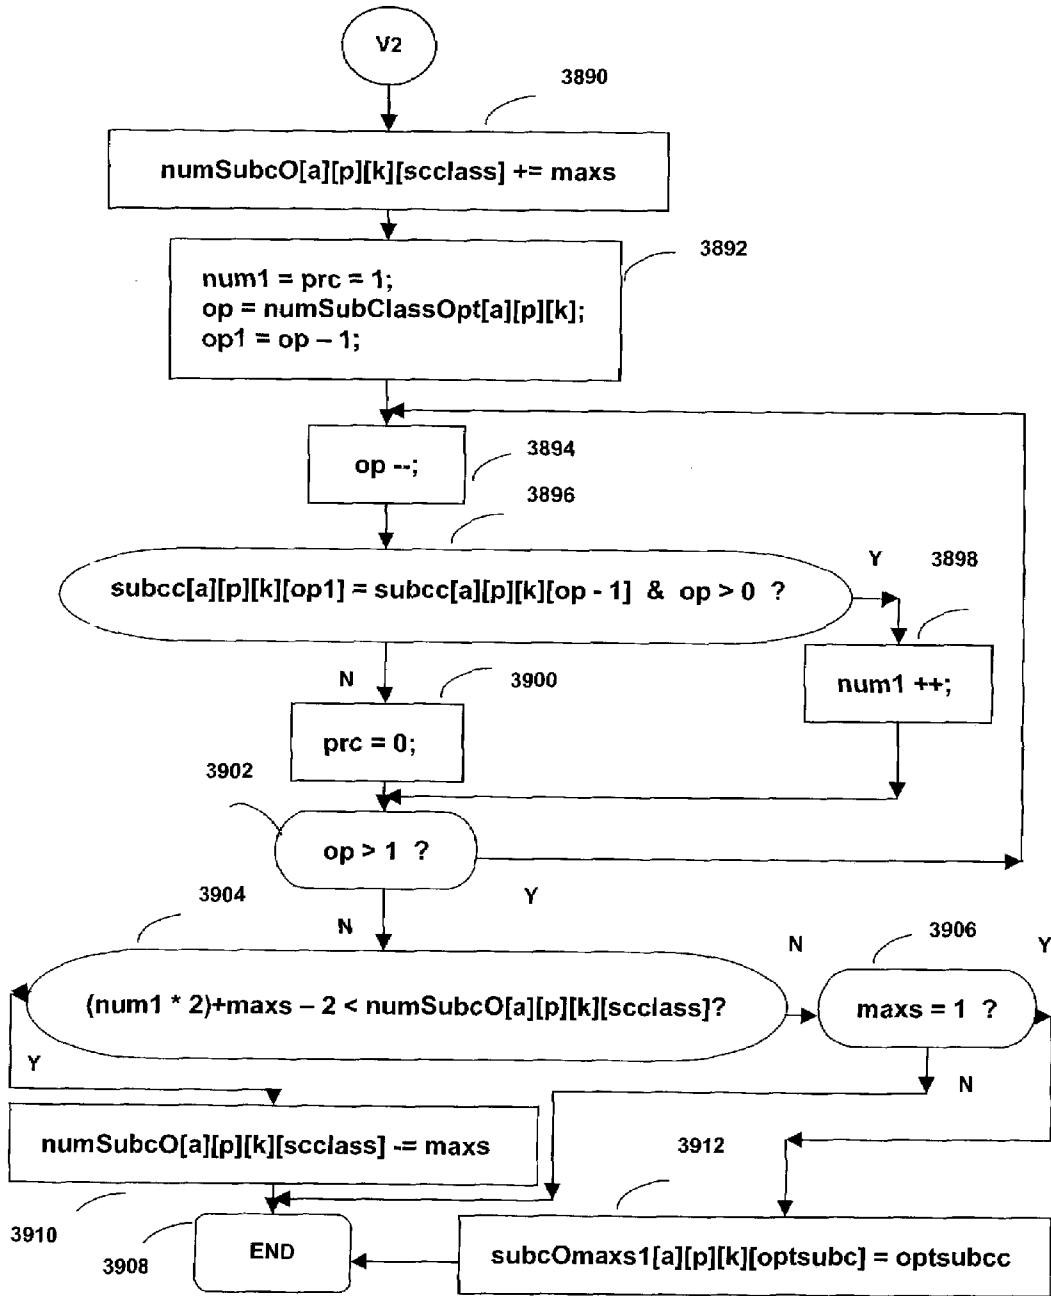 V2
3890
numSubcO[a][p][k][scclass] += maxs
3892
num1 = prc = 1;
op = numSubClassOpt[a][p][k];
op1 = op – 1;
op --;
3894
3896
subcc[a][p][k][op1] = subcc[a][p][k][op - 1] & op > 0 ?
Y
3898
N
3900
num1 ++;
prc = 0;
3902
op > 1 ?
Y
3904
N
N
3906
Y
(num1 * 2)+maxs – 2 < numSubcO[a][p][k][scclass]?
maxs = 1 ?
Y
N
numSubcO[a][p][k][scclass] -= maxs
3912
3910
3908
END
subcOmaxs1[a][p][k][optsubc] = optsubcc